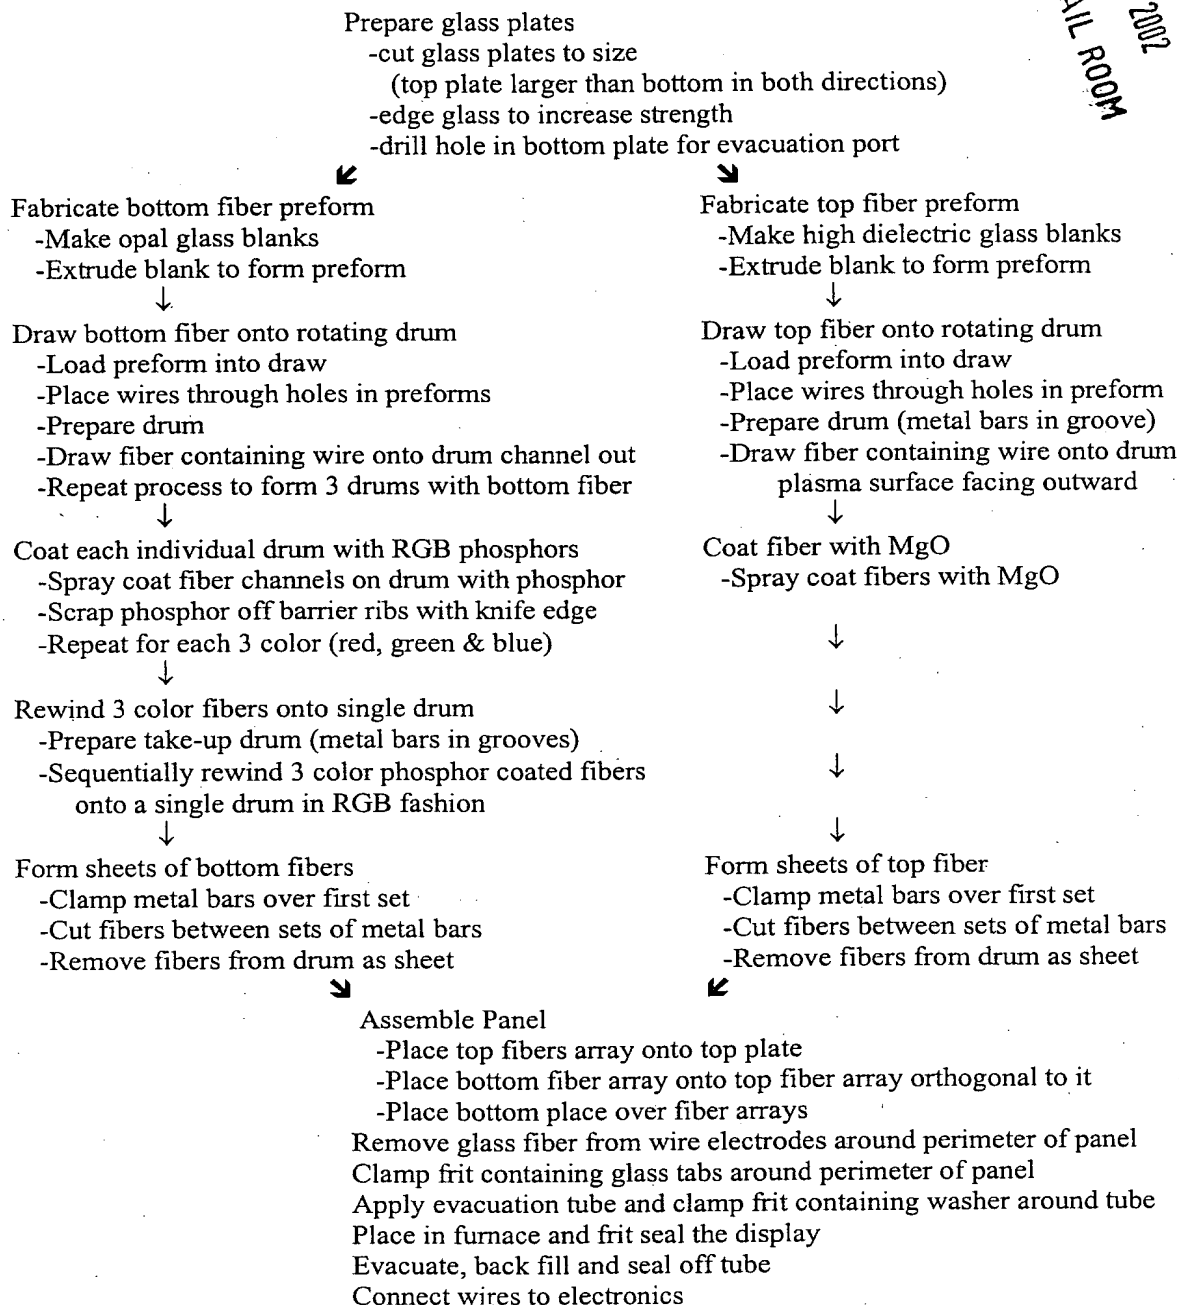 2002
AIL ROOM
Prepare glass plates
-cut glass plates to size
(top plate larger than bottom in both directions)
-edge glass to increase strength
-drill hole in bottom plate for evacuation port
Fabricate bottom fiber preform
-Make opal glass blanks
-Extrude blank to form preform
↓
Draw bottom fiber onto rotating drum
-Load preform into draw
-Place wires through holes in preforms
-Prepare drum
-Draw fiber containing wire onto drum channel out
-Repeat process to form 3 drums with bottom fiber
↓
Coat each individual drum with RGB phosphors
-Spray coat fiber channels on drum with phosphor
-Scrap phosphor off barrier ribs with knife edge
-Repeat for each 3 color (red, green & blue)
↓
Rewind 3 color fibers onto single drum
-Prepare take-up drum (metal bars in grooves)
-Sequentially rewind 3 color phosphor coated fibers
onto a single drum in RGB fashion
↓
Form sheets of bottom fibers
-Clamp metal bars over first set
-Cut fibers between sets of metal bars
-Remove fibers from drum as sheet
Fabricate top fiber preform
-Make high dielectric glass blanks
-Extrude blank to form preform
↓
Draw top fiber onto rotating drum
-Load preform into draw
-Place wires through holes in preform
-Prepare drum (metal bars in groove)
-Draw fiber containing wire onto drum
plasma surface facing outward
↓
Coat fiber with MgO
-Spray coat fibers with MgO
↓
↓
↓
↓
Form sheets of top fiber
-Clamp metal bars over first set
-Cut fibers between sets of metal bars
-Remove fibers from drum as sheet
Assemble Panel
-Place top fibers array onto top plate
-Place bottom fiber array onto top fiber array orthogonal to it
-Place bottom place over fiber arrays
Remove glass fiber from wire electrodes around perimeter of panel
Clamp frit containing glass tabs around perimeter of panel
Apply evacuation tube and clamp frit containing washer around tube
Place in furnace and frit seal the display
Evacuate, back fill and seal off tube
Connect wires to electronics